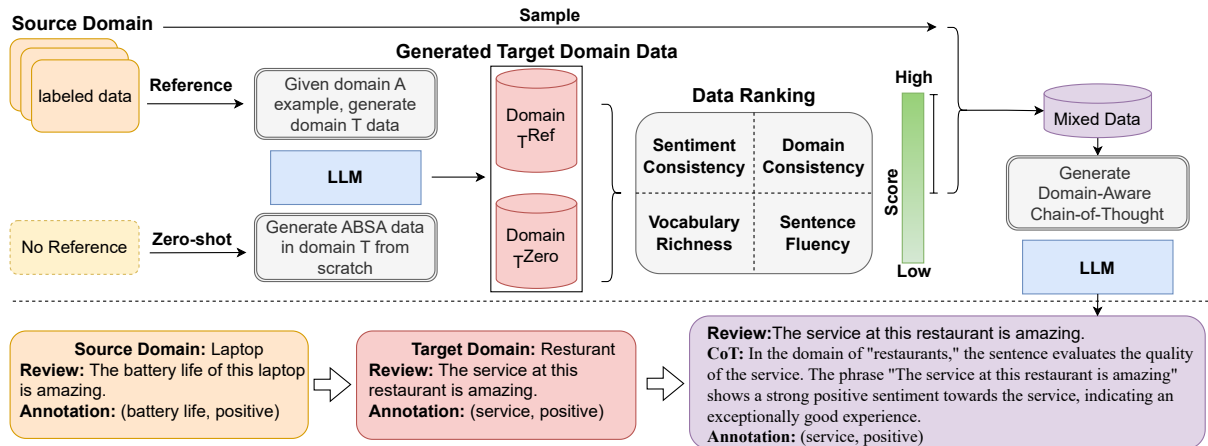 Source Domain
Sample
labeled data
Reference
Given domain A
example, generate
domain T data
Generated Target Domain Data
Domain
T^Ref
LLM
No Reference
Zero-shot
Generate ABSA data
in domain T from
scratch
Domain
T^Zero
Data Ranking
Sentiment
Consistency
Domain
Consistency
Vocabulary
Richness
Sentence
Fluency
High
Score
Low
Mixed Data
Generate
Domain-Aware
Chain-of-Thought
LLM
Source Domain: Laptop
Review: The battery life of this laptop
is amazing.
Annotation: (battery life, positive)
Target Domain: Resturant
Review: The service at this
restaurant is amazing.
Annotation: (service, positive)
Review:The service at this restaurant is amazing.
CoT: In the domain of "restaurants," the sentence evaluates the quality
of the service. The phrase "The service at this restaurant is amazing"
shows a strong positive sentiment towards the service, indicating an
exceptionally good experience.
Annotation: (service, positive)